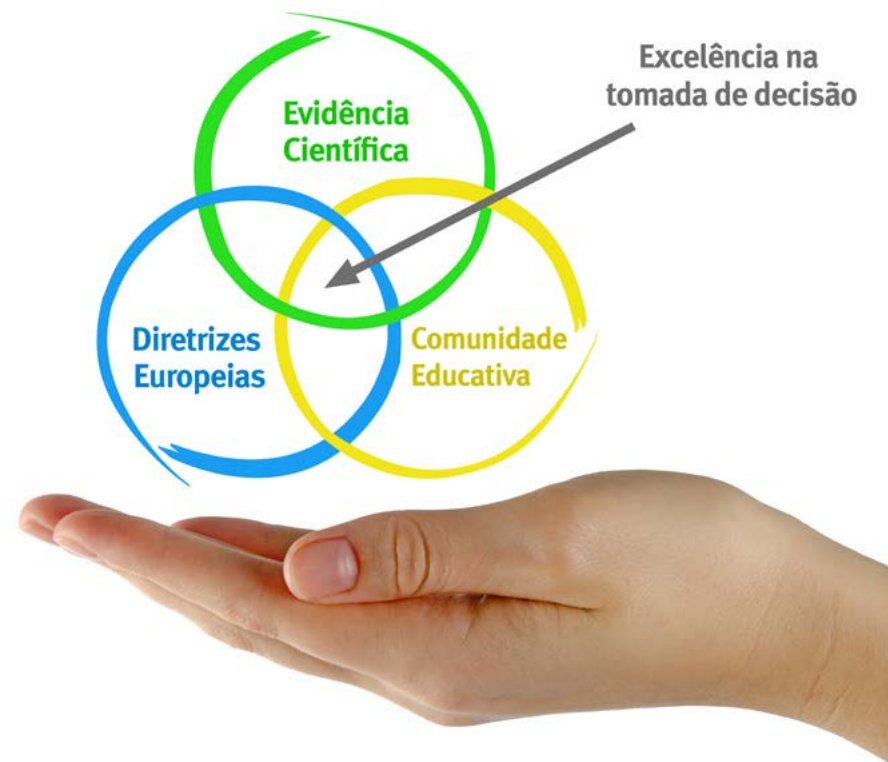 Excelência na
tomada de decisão
Evidência
Científica
Diretrizes
Europeias
Comunidade
Educativa